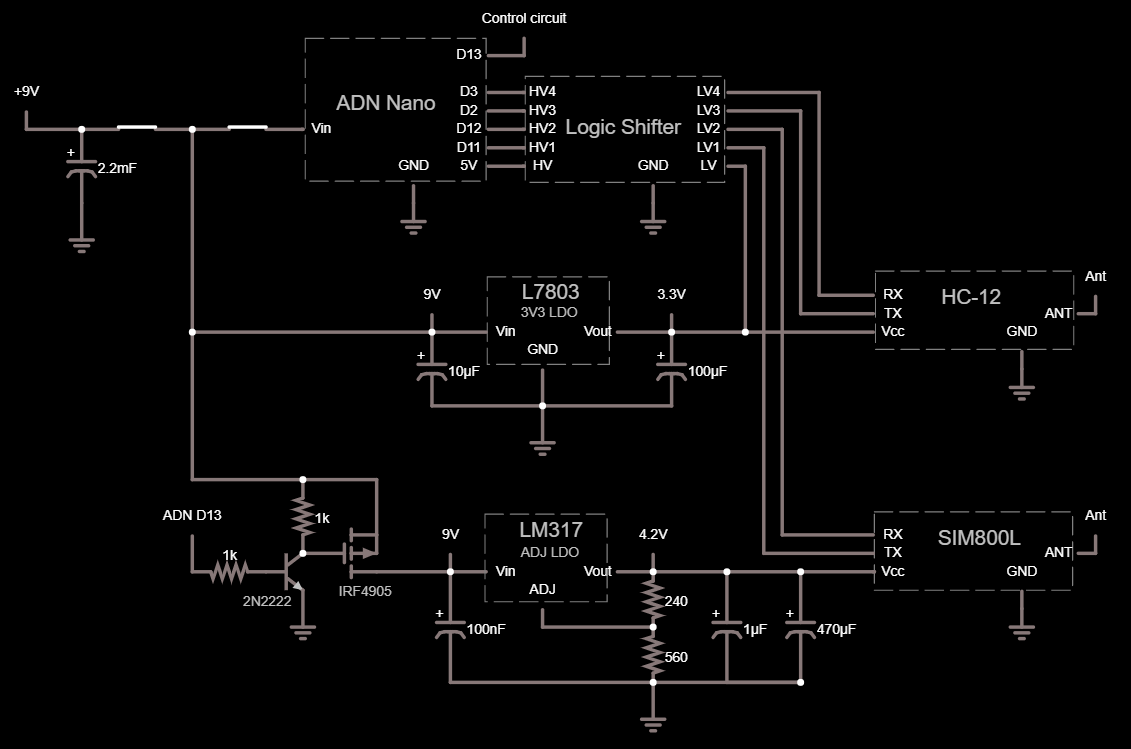 Control circuit
+9V
D13
ADN Nano
D3
D2
D12
D11
5V
Vin
GND
HV4
HV3
HV2
HV1
HV
Logic Shifter
GND
LV4
LV3
LV2
LV1
LV
+
2.2mF
9V
L7803
3V3 LDO
Vin
Vout
GND
3.3V
+
10µF
+
100µF
HC-12
RX
TX
Vcc
GND
ANT
Ant
ADN D13
1k
1k
2N2222
IRF4905
9V
LM317
ADJ LDO
Vin
Vout
ADJ
4.2V
+
100nF
240
560
+
1µF
+
470µF
SIM800L
RX
TX
Vcc
GND
ANT
Ant